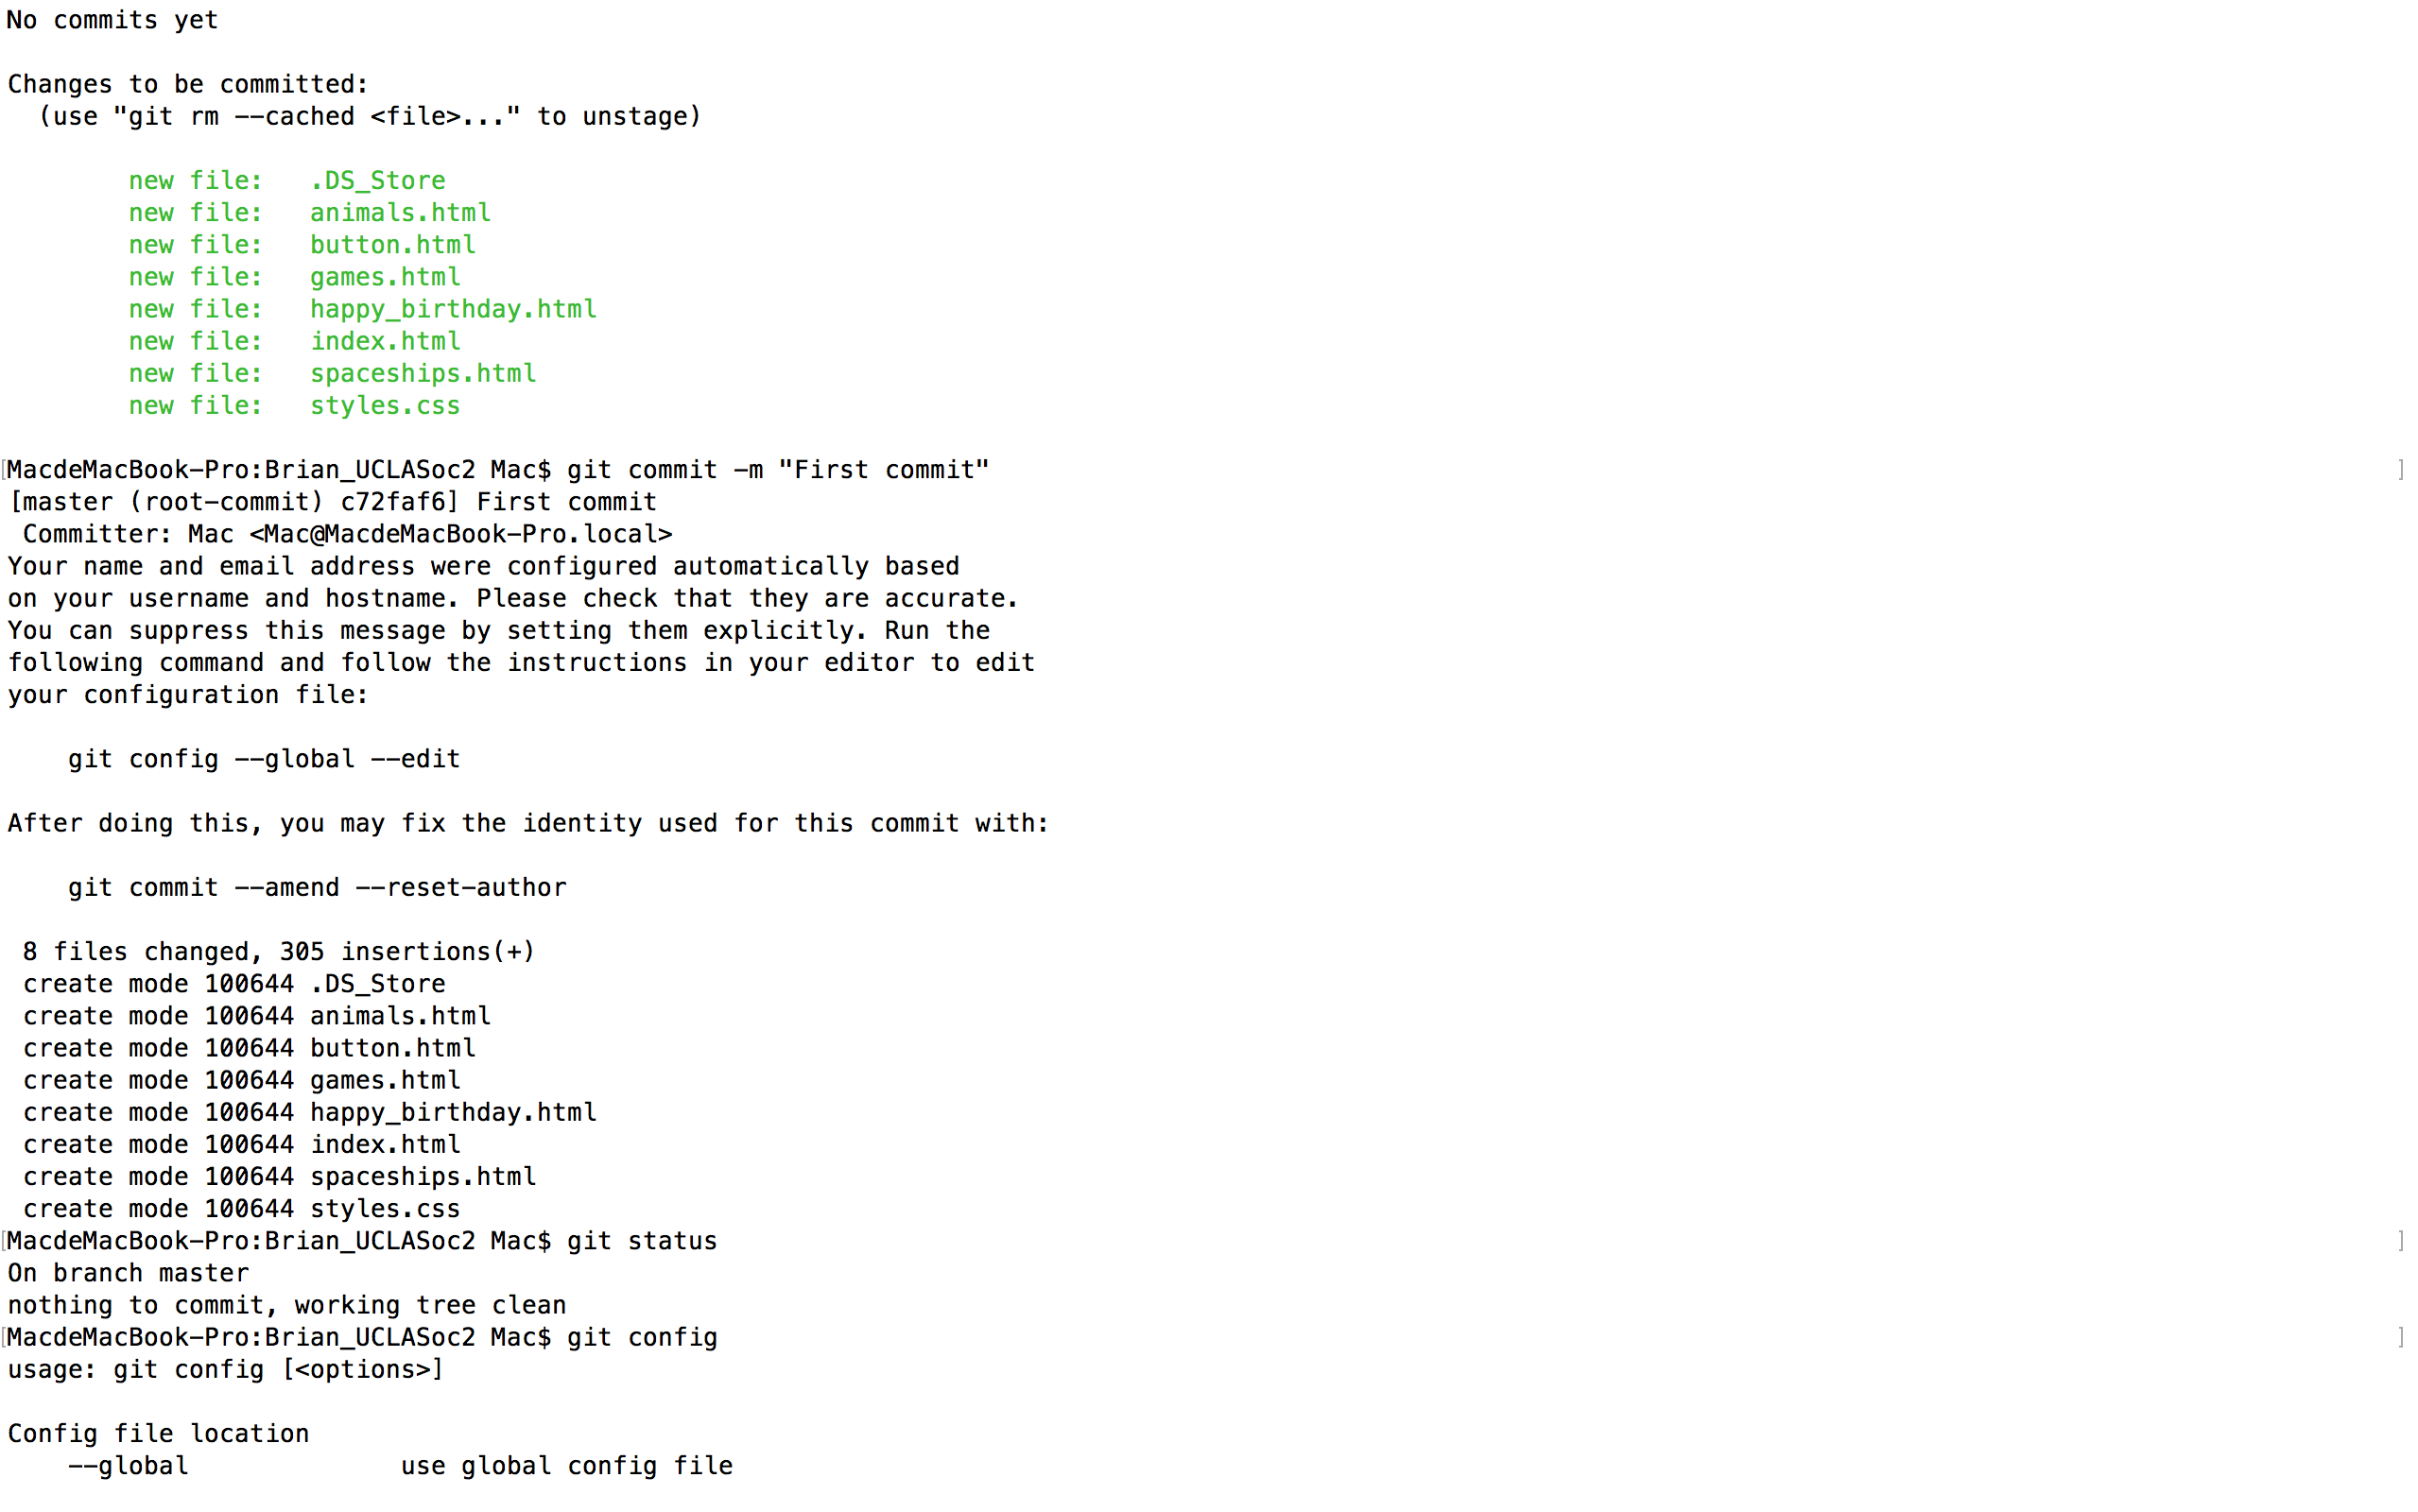 No commits yet

Changes to be committed:
  (use "git rm --cached <file>..." to unstage)

        new file:   .DS_Store
        new file:   animals.html
        new file:   button.html
        new file:   games.html
        new file:   happy_birthday.html
        new file:   index.html
        new file:   spaceships.html
        new file:   styles.css

[MacdeMacBook-Pro:Brian_UCLASoc2 Mac$ git commit -m "First commit" ]
[master (root-commit) c72faf6] First commit
 Committer: Mac <Mac@MacdeMacBook-Pro.local>
Your name and email address were configured automatically based
on your username and hostname. Please check that they are accurate.
You can suppress this message by setting them explicitly. Run the
following command and follow the instructions in your editor to edit
your configuration file:

    git config --global --edit

After doing this, you may fix the identity used for this commit with:

    git commit --amend --reset-author

 8 files changed, 305 insertions(+)
 create mode 100644 .DS_Store
 create mode 100644 animals.html
 create mode 100644 button.html
 create mode 100644 games.html
 create mode 100644 happy_birthday.html
 create mode 100644 index.html
 create mode 100644 spaceships.html
 create mode 100644 styles.css
[MacdeMacBook-Pro:Brian_UCLASoc2 Mac$ git status ]
On branch master
nothing to commit, working tree clean
[MacdeMacBook-Pro:Brian_UCLASoc2 Mac$ git config ]
usage: git config [<options>]

Config file location
    --global              use global config file